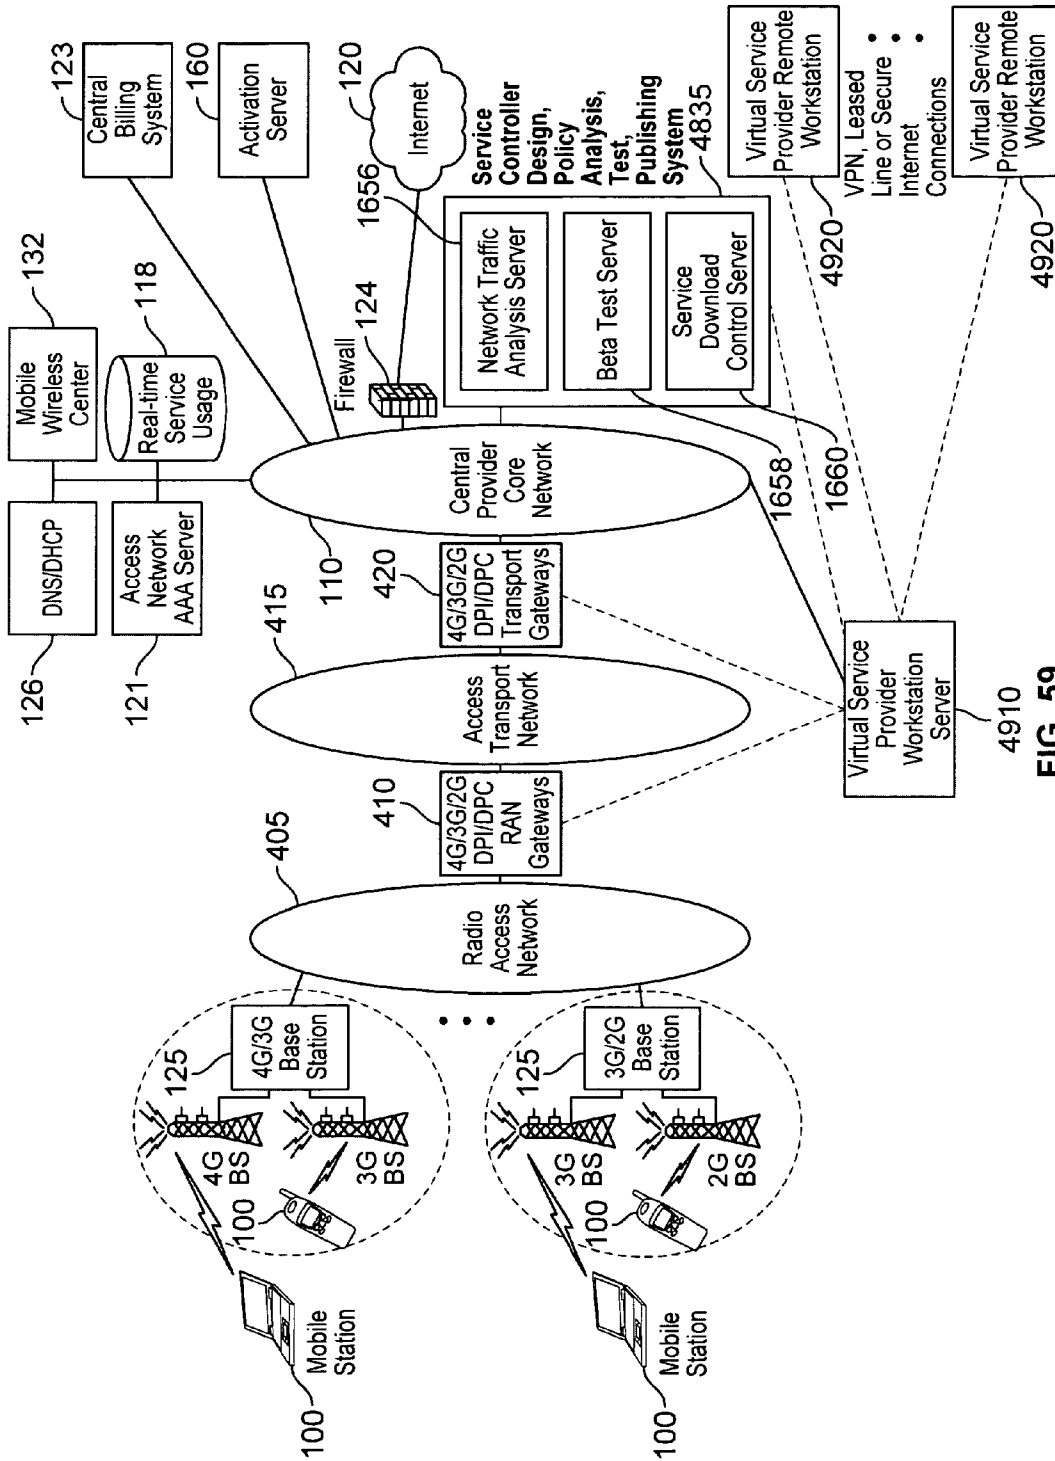 126
DNS/DHCP
Mobile
Wireless
Center
132
121
Access
Network
AAA Server
Real-time
Service
Usage
118
Central
Billing
System
123
Activation
Server
160
Internet
120
Firewall
124
100
Mobile
Station
100
4G
BS
3G
BS
125
4G/3G
Base
Station
100
Mobile
Station
100
3G
BS
2G
BS
125
3G/2G
Base
Station
405
Radio
Access
Network
410
4G/3G/2G
DPI/DPC
RAN
Gateways
415
Access
Transport
Network
420
4G/3G/2G
DPI/DPC
Transport
Gateways
110
Central
Provider
Core
Network
1656
Service
Controller
Design,
Policy
Analysis,
Test,
Publishing
System
4835
Network Traffic
Analysis Server
Beta Test Server
Service
Download
Control Server
1658
1660
Virtual Service
Provider
Workstation
Server
4910
Virtual Service
Provider Remote
Workstation
4920
VPN, Leased
Line or Secure
Internet
Connections
Virtual Service
Provider Remote
Workstation
4920
FIG. 59